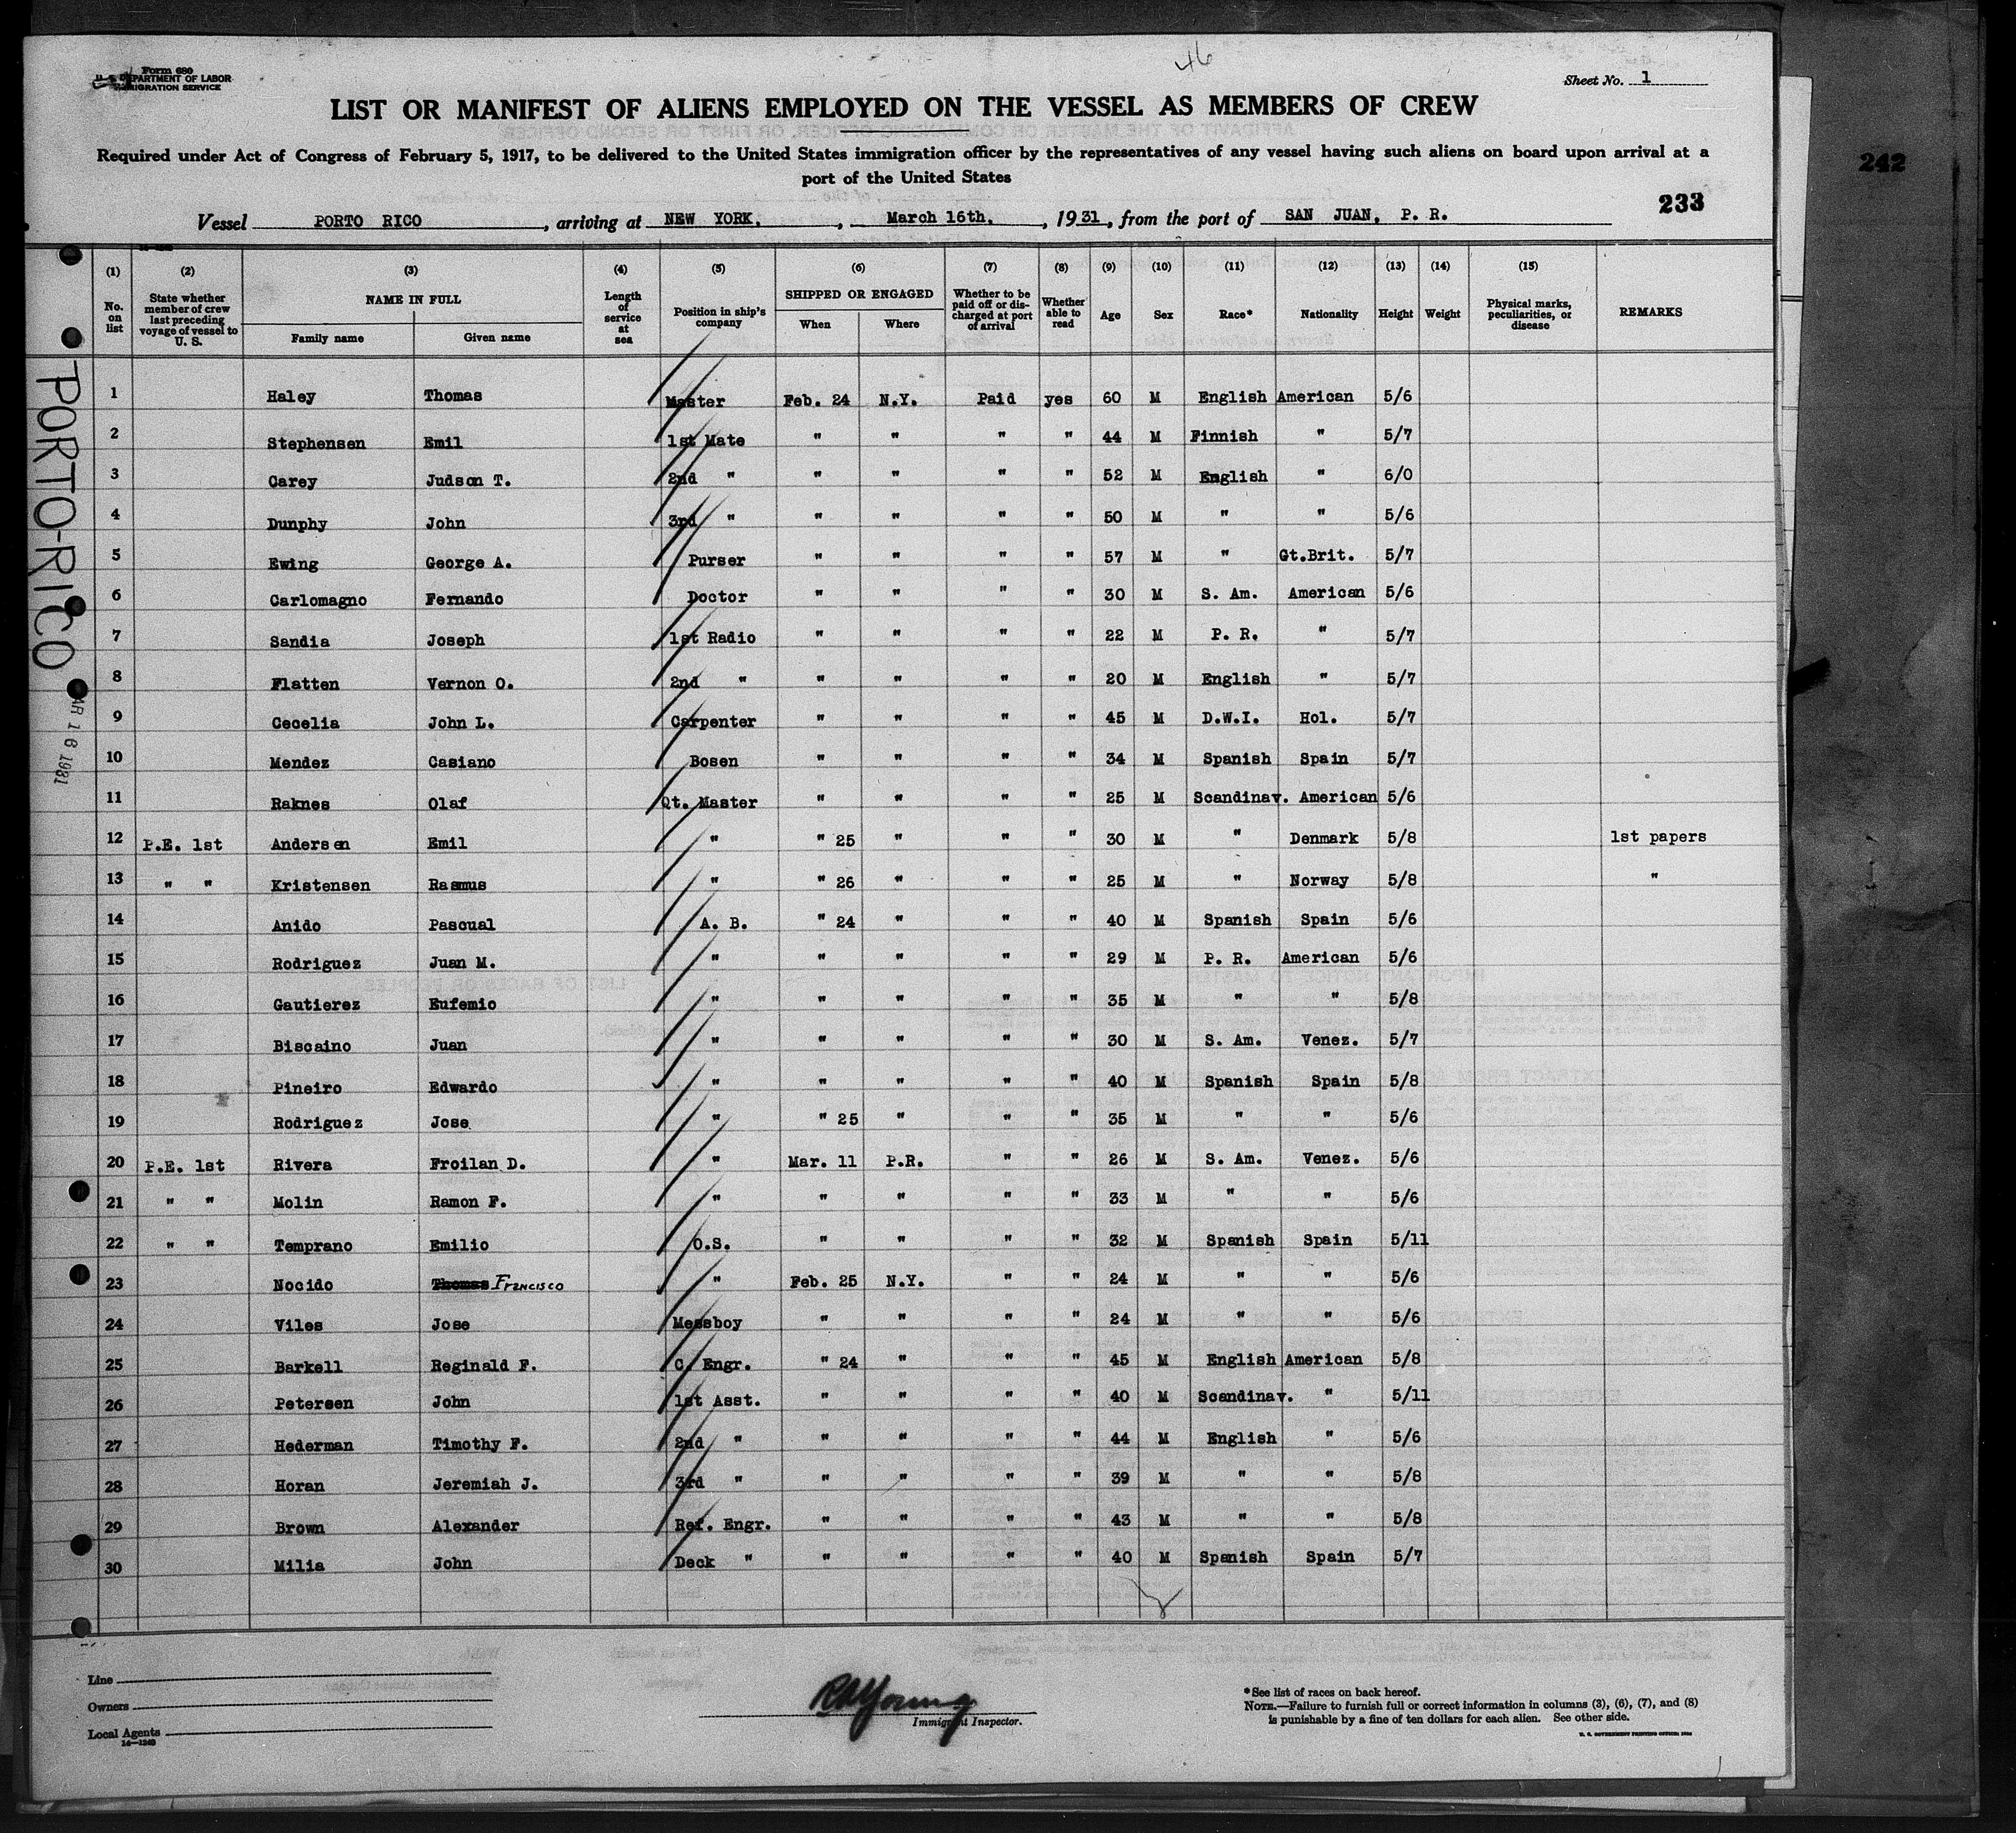 46
Form 680
U. S. DEPARTMENT OF LABOR
IMMIGRATION SERVICE
Sheet No. 1
LIST OR MANIFEST OF ALIENS EMPLOYED ON THE VESSEL AS MEMBERS OF CREW
Required under Act of Congress of February 5, 1917, to be delivered to the United States immigration officer by the representatives of any vessel having such aliens on board upon arrival at a
port of the United States
242
233
Vessel PORTO RICO, arriving at NEW YORK, March 16th, 1931, from the port of SAN JUAN, P. R.
(1) (2) (3) (4) (5) (6) (7) (8) (9) (10) (11) (12) (13) (14) (15)
No. on list State whether member of crew last preceding voyage of vessel to U. S. NAME IN FULL Family name Given name Length of service at sea Position in ship's company SHIPPED OR ENGAGED When Where Whether to be paid off or discharged at port of arrival Whether able to read Age Sex Race* Nationality Height Weight Physical marks, peculiarities, or disease REMARKS
PORTO-RICO
MAR 16 1931
1 Haley Thomas Master Feb. 24 N.Y. Paid yes 60 M English American 5/6
2 Stephensen Emil 1st Mate " " " " 44 M Finnish " 5/7
3 Carey Judson T. 2nd " " " " " 52 M English " 6/0
4 Dunphy John 3rd " " " " " 50 M " " 5/6
5 Ewing George A. Purser " " " " 57 M " Gt.Brit. 5/7
6 Carlomagno Fernando Doctor " " " " 30 M S. Am. American 5/6
7 Sandia Joseph 1st Radio " " " " 22 M P. R. " 5/7
8 Flatten Vernon O. 2nd " " " " " 20 M English " 5/7
9 Cecelia John L. Carpenter " " " " 45 M D.W.I. Hol. 5/7
10 Mendez Casiano Bosen " " " " 34 M Spanish Spain 5/7
11 Raknes Olaf Qt. Master " " " " 25 M Scandinav. American 5/6
12 P.E. 1st Andersen Emil " " 25 " " " 30 M " Denmark 5/8 1st papers
13 " " Kristensen Rasmus " " 26 " " " 25 M " Norway 5/8 "
14 Anido Pascual A. B. " 24 " " " 40 M Spanish Spain 5/6
15 Rodriguez Juan M. " " " " " 29 M P. R. American 5/6
16 Gautierez Eufemio " " " " " 35 M " " 5/8
17 Biscaino Juan " " " " " 30 M S. Am. Venez. 5/7
18 Pineiro Edwardo " " " " " 40 M Spanish Spain 5/8
19 Rodriguez Jose " " 25 " " " 35 M " " 5/6
20 P.E. 1st Rivera Froilan D. " Mar. 11 P.R. " " 26 M S. Am. Venez. 5/6
21 " " Molin Ramon F. " " " " " 33 M " " 5/6
22 " " Temprano Emilio O.S. " " " " 32 M Spanish Spain 5/11
23 Nocido Thomas Francisco " Feb. 25 N.Y. " " 24 M " " 5/6
24 Viles Jose Messboy " " " " 24 M " " 5/6
25 Barkell Reginald F. C. Engr. " 24 " " " 45 M English American 5/8
26 Petersen John 1st Asst. " " " " 40 M Scandinav. " 5/11
27 Hederman Timothy F. 2nd " " " " " 44 M English " 5/6
28 Horan Jeremiah J. 3rd " " " " " 39 M " " 5/8
29 Brown Alexander Ref. Engr. " " " " 43 M " " 5/8
30 Milia John Deck " " " " " 40 M Spanish Spain 5/7
Line
Owners
Local Agents
14—1240
RM Young
Immigrant Inspector.
*See list of races on back hereof.
NOTE.—Failure to furnish full or correct information in columns (3), (6), (7), and (8)
is punishable by a fine of ten dollars for each alien. See other side.
U. S. GOVERNMENT PRINTING OFFICE